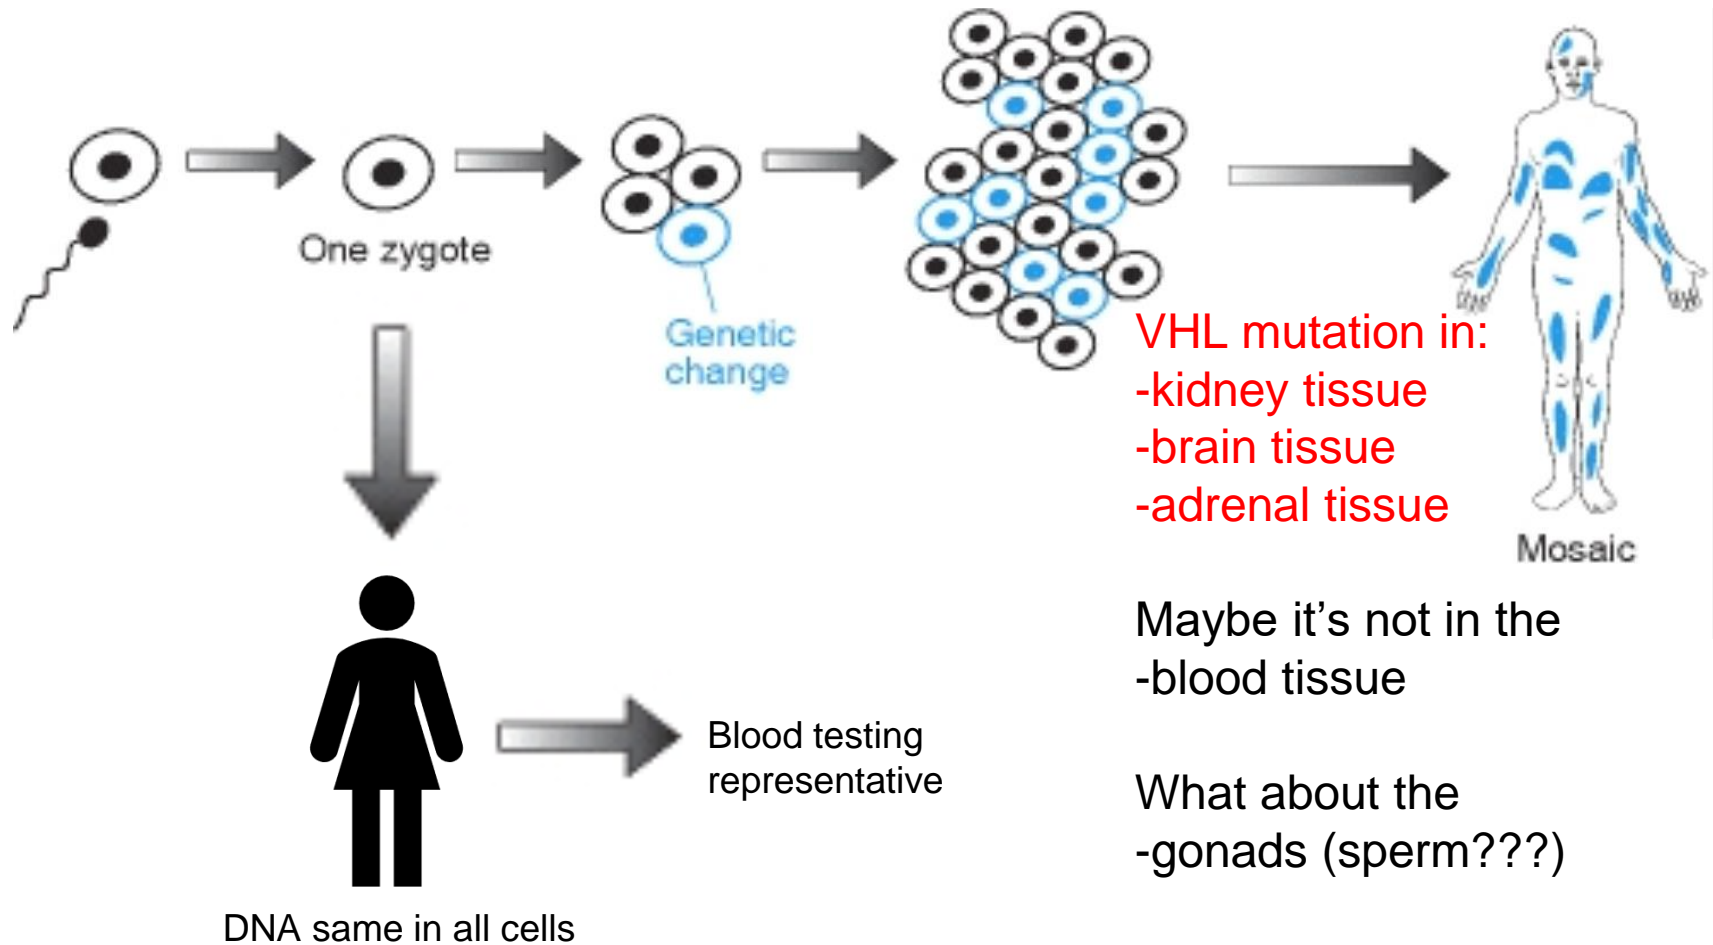 One zygote
Genetic
change
VHL mutation in:
-kidney tissue
-brain tissue
-adrenal tissue
Mosaic
Maybe it’s not in the
-blood tissue
Blood testing
representative
What about the
-gonads (sperm???)
DNA same in all cells